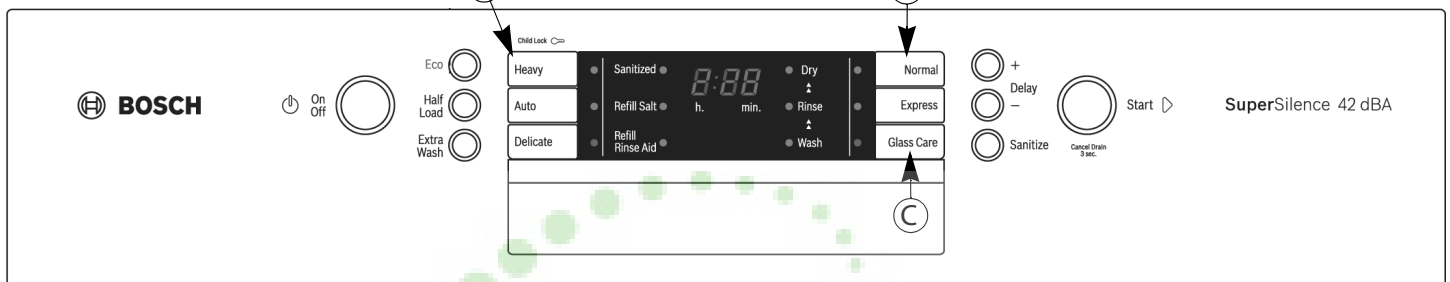 BOSCH
On
Off
Eco
Half
Load
Extra
Wash
Child Lock
Heavy
Auto
Delicate
Sanitized
Refill Salt
Refill
Rinse Aid
8:88
h. min.
Dry
Rinse
Wash
Normal
Express
Glass Care
C
+
Delay
−
Sanitize
Start
Cancel Drain
3 sec.
SuperSilence 42 dBA